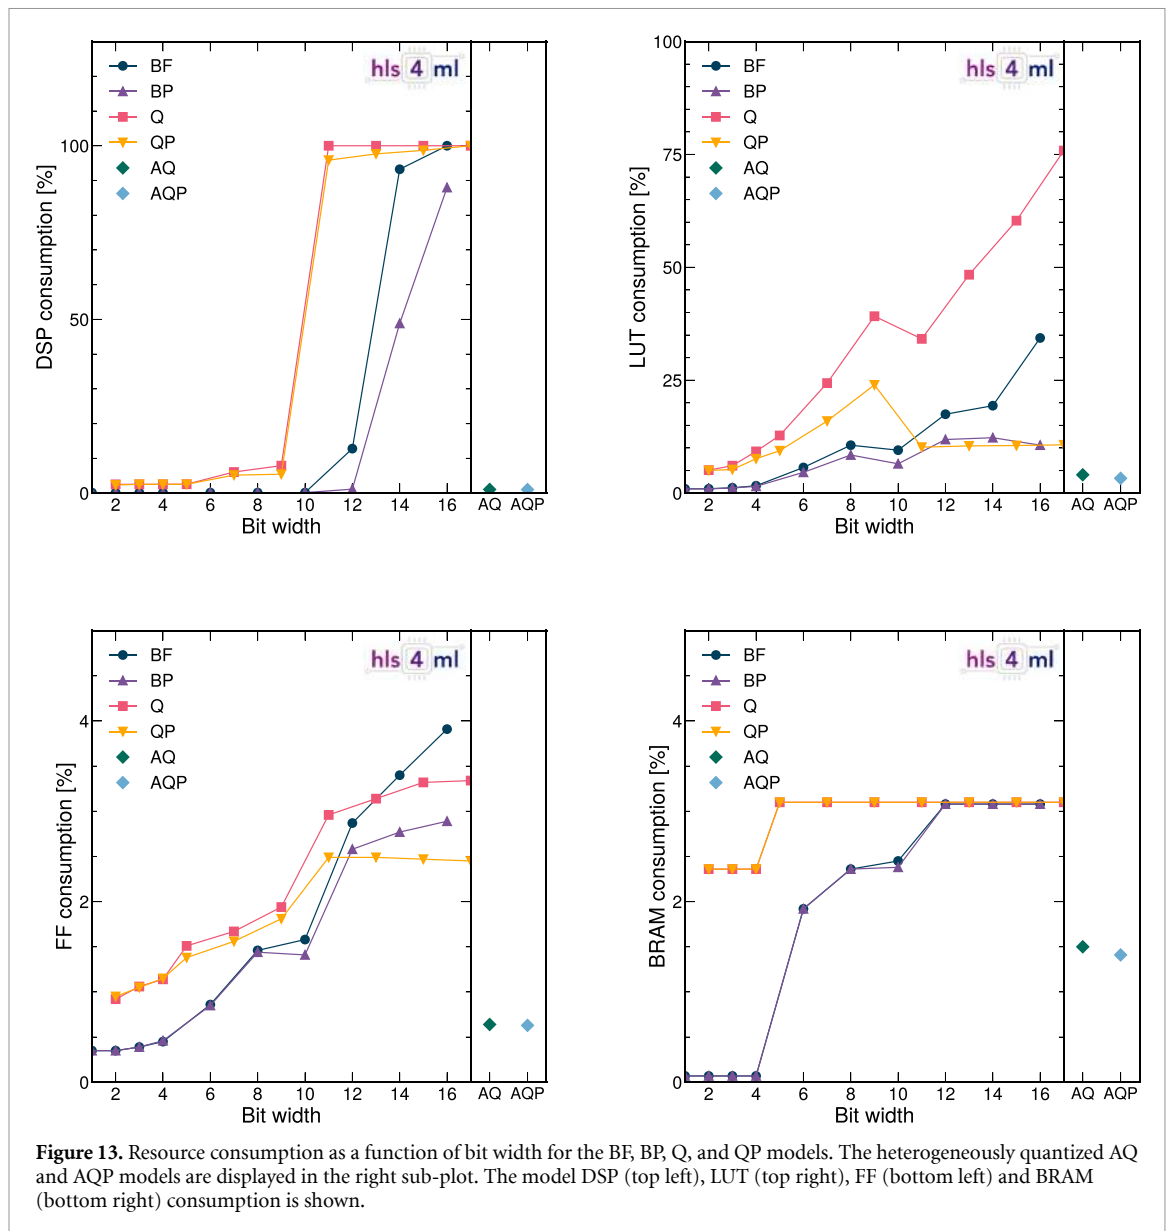 BF
BP
Q
QP
AQ
AQP
hls 4 ml
100
50
0
DSP consumption [%]
2 4 6 8 10 12 14 16 AQ AQP
Bit width
BF
BP
Q
QP
AQ
AQP
hls 4 ml
100
75
50
25
0
LUT consumption [%]
2 4 6 8 10 12 14 16 AQ AQP
Bit width
BF
BP
Q
QP
AQ
AQP
hls 4 ml
4
2
0
FF consumption [%]
2 4 6 8 10 12 14 16 AQ AQP
Bit width
BF
BP
Q
QP
AQ
AQP
hls 4 ml
4
2
0
BRAM consumption [%]
2 4 6 8 10 12 14 16 AQ AQP
Bit width
Figure 13. Resource consumption as a function of bit width for the BF, BP, Q, and QP models. The heterogeneously quantized AQ
and AQP models are displayed in the right sub-plot. The model DSP (top left), LUT (top right), FF (bottom left) and BRAM
(bottom right) consumption is shown.